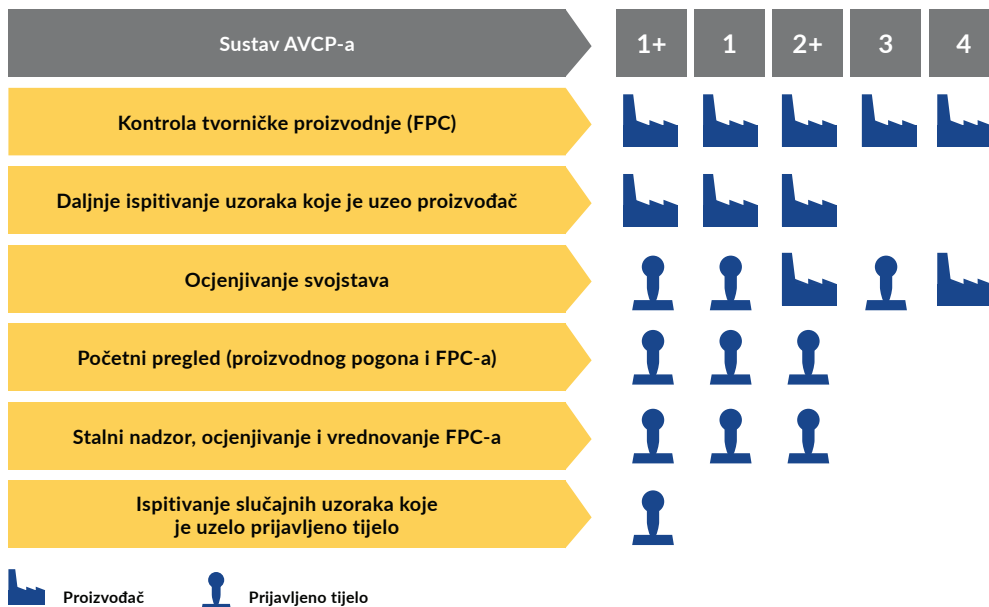 Sustav AVCP-a 1+ 1 2+ 3 4
Kontrola tvorničke proizvodnje (FPC)
Daljnje ispitivanje uzoraka koje je uzeo proizvođač
Ocjenjivanje svojstava
Početni pregled (proizvodnog pogona i FPC-a)
Stalni nadzor, ocjenjivanje i vrednovanje FPC-a
Ispitivanje slučajnih uzoraka koje
je uzelo prijavljeno tijelo
Proizvođač Prijavljeno tijelo